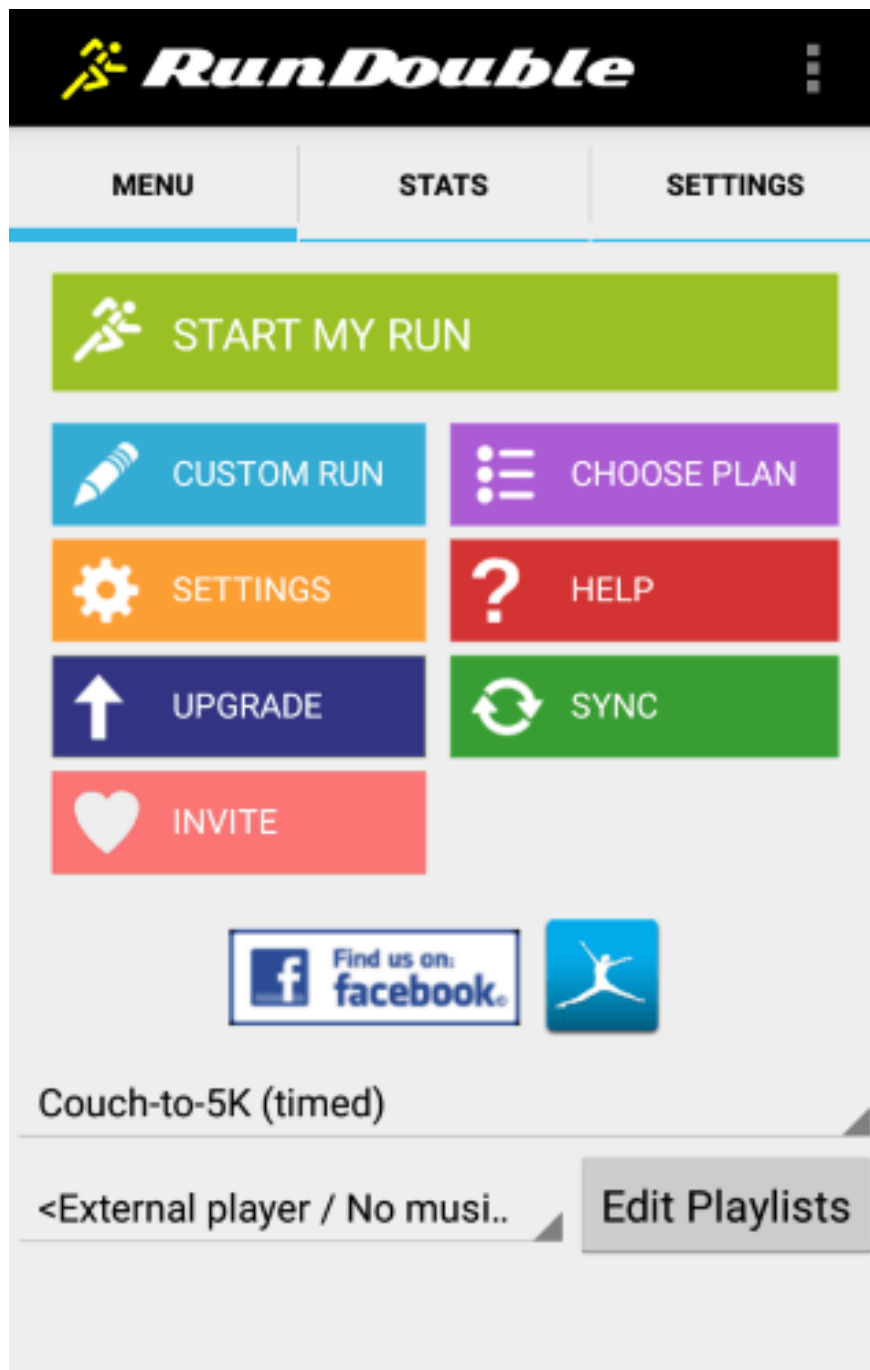 RunDouble
MENU STATS SETTINGS
START MY RUN
CUSTOM RUN CHOOSE PLAN
SETTINGS HELP
UPGRADE SYNC
INVITE
Find us on:
facebook®
Couch-to-5K (timed)
<External player / No musi.. Edit Playlists